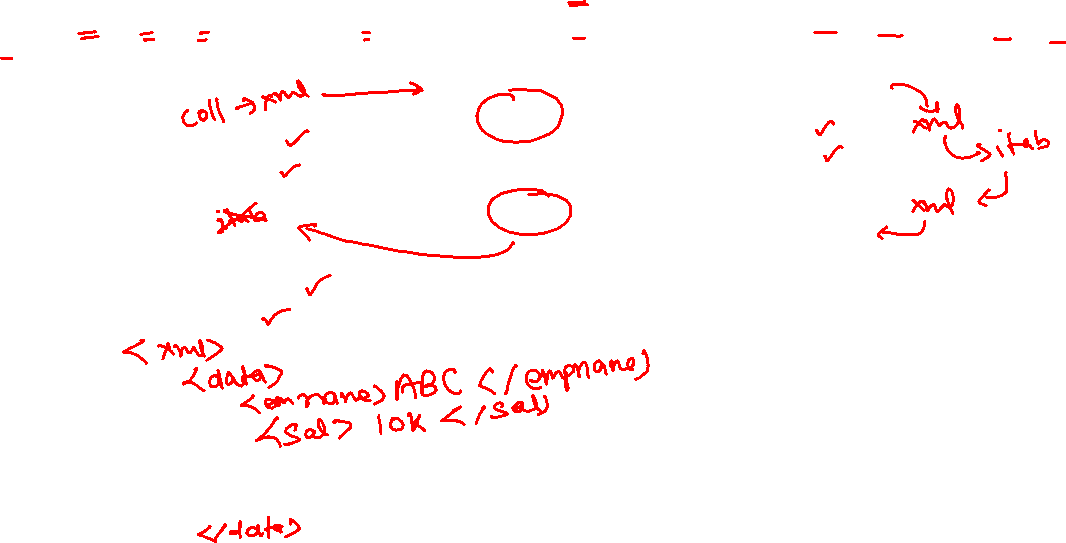 coll → xml
xml
itab
xml
<xml>
<data>
<emname> ABC </empname>
<sal> 10K </sal>
</data>